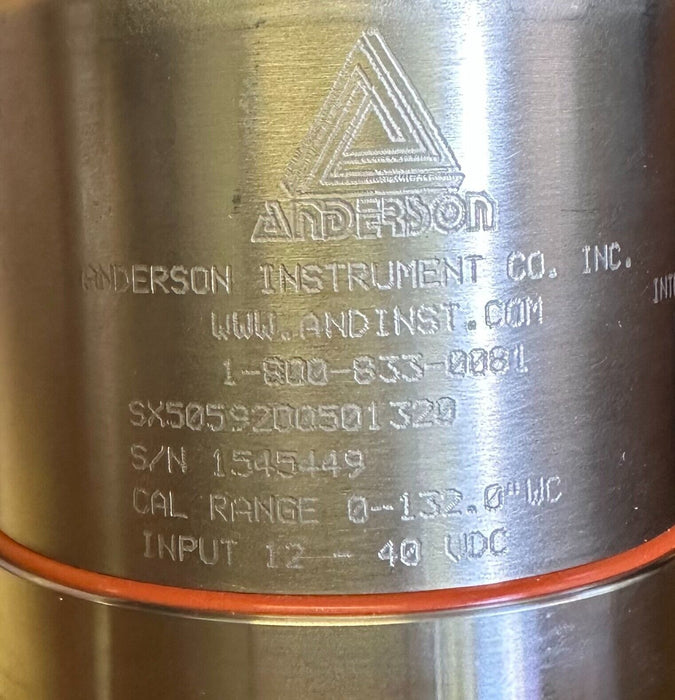 ANDERSON
ANDERSON INSTRUMENT CO. INC.
WWW.ANDINST.COM
1-800-833-0081
S/N 1545449
CAL RANGE 0-132.0"WC
INPUT 12 - 40 VDC